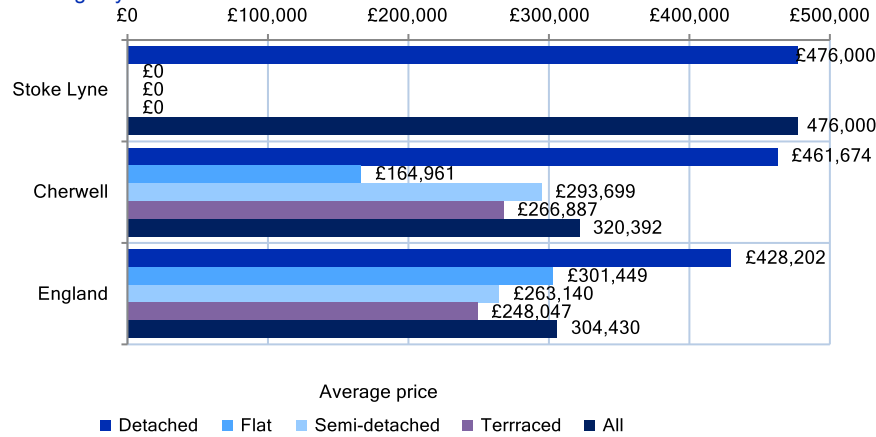 £0 £100,000 £200,000 £300,000 £400,000 £500,000
£476,000
£0
Stoke Lyne £0
£0
476,000
£461,674
£164,961
Cherwell £293,699
£266,887
320,392
£428,202
£301,449
England £263,140
£248,047
304,430
Average price
Detached Flat Semi-detached Terrraced All